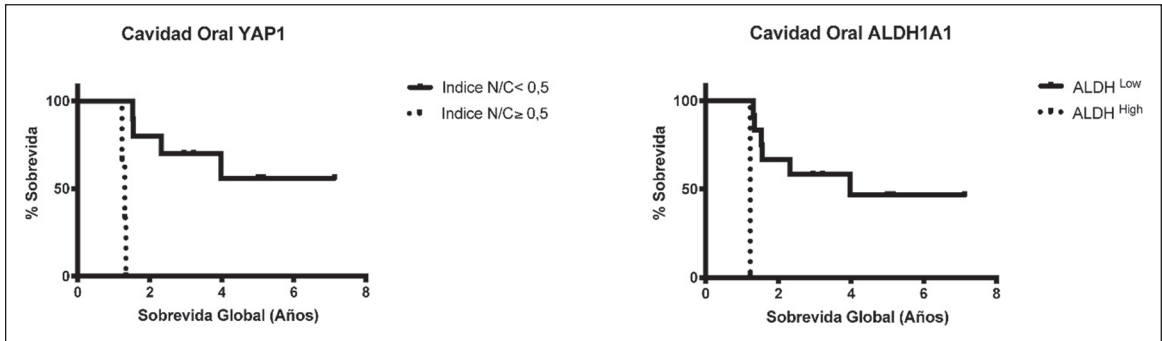 Cavidad Oral YAP1
% Sobrevida
100
50
0
0 2 4 6 8
Sobrevida Global (Años)
Indice N/C< 0,5
Indice N/C≥ 0,5
Cavidad Oral ALDH1A1
% Sobrevida
100
50
0
0 2 4 6 8
Sobrevida Global (Años)
ALDH Low
ALDH High